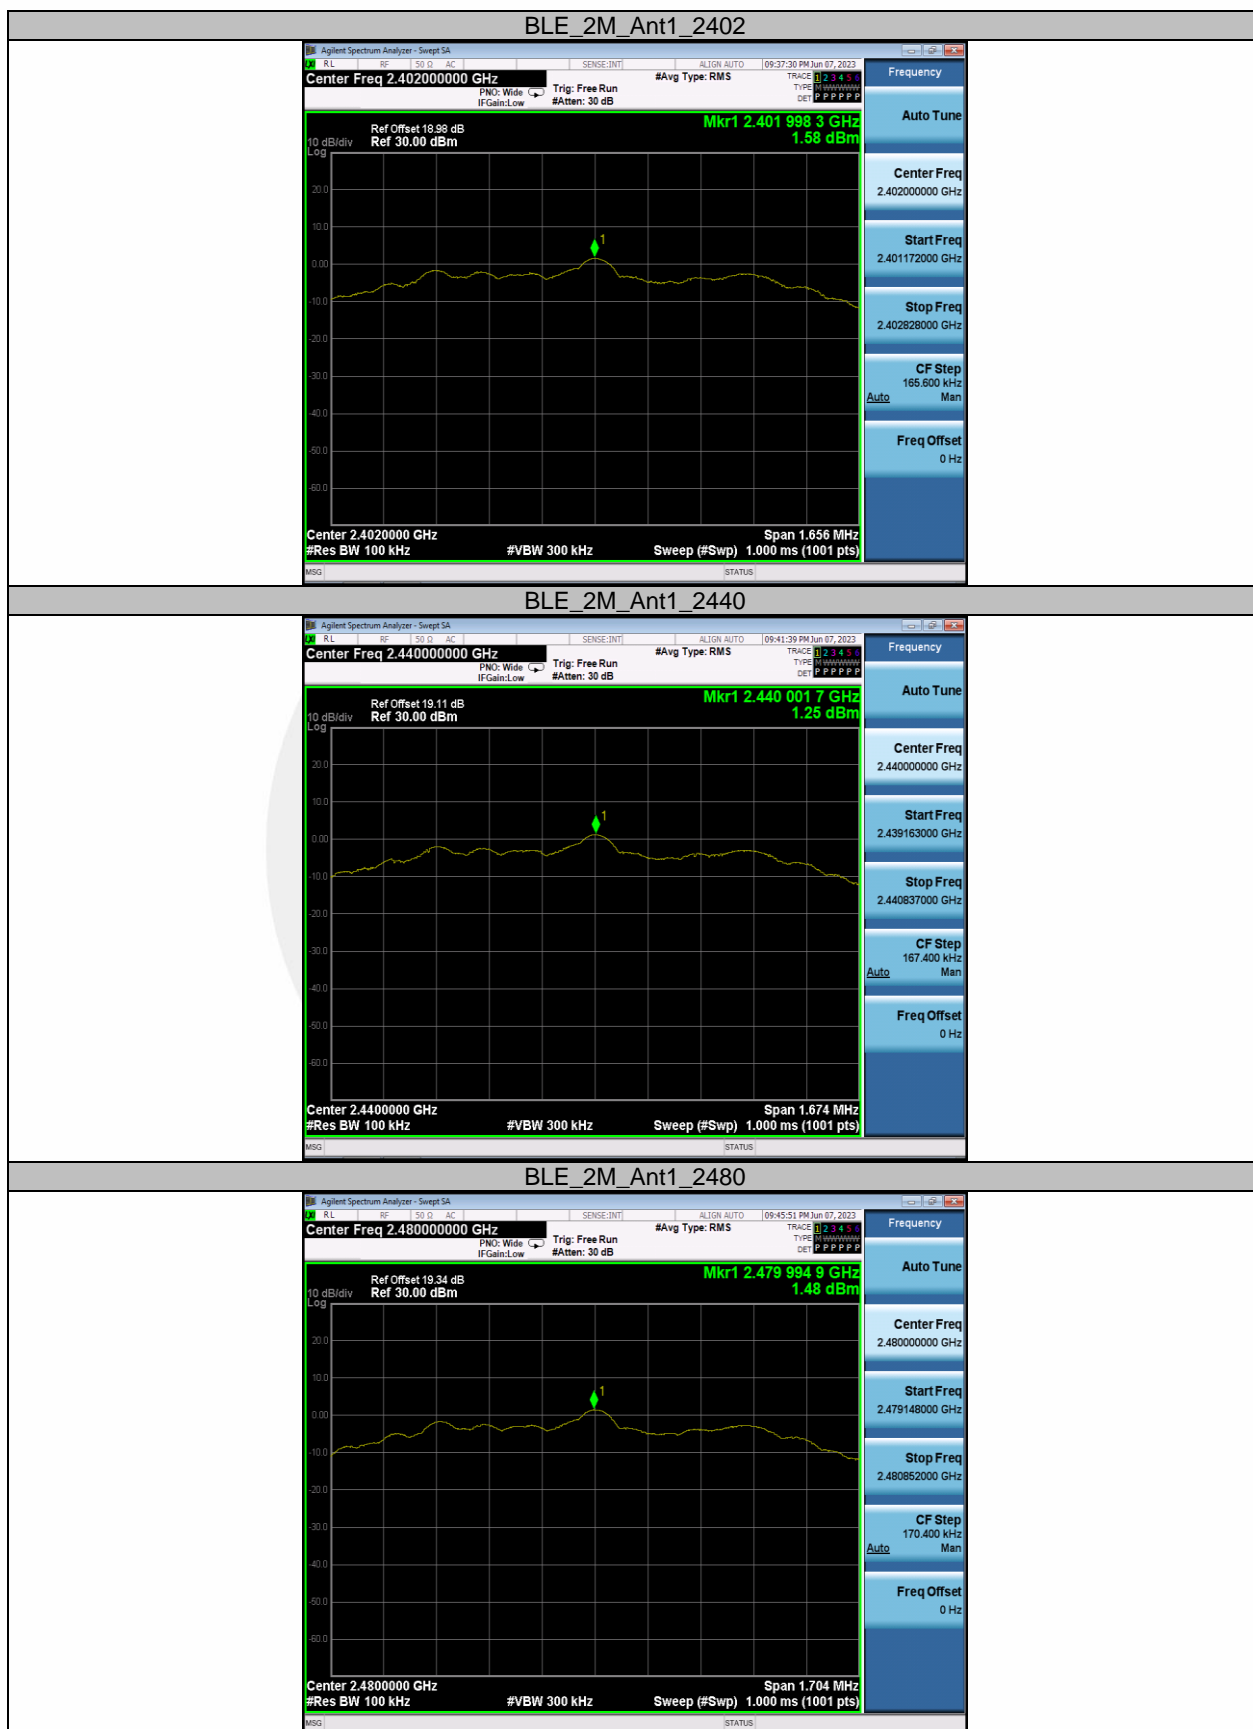 BLE_2M_Ant1_2402
Agilent Spectrum Analyzer - Swept SA
RL RF 50 Ω AC SENSE:INT ALIGN AUTO 09:37:30 PM Jun 07, 2023
Center Freq 2.402000000 GHz #Avg Type: RMS TRACE 1 2 3 4 5 6
PNO: Wide Trig: Free Run TYPE M
IFGain:Low #Atten: 30 dB DET P P P P P P
Frequency
Auto Tune
Mkr1 2.401 998 3 GHz
1.58 dBm
Ref Offset 18.98 dB
10 dB/div Ref 30.00 dBm
Log
20.0
10.0
0.00
-10.0
-20.0
-30.0
-40.0
-50.0
-60.0
1
Center Freq
2.402000000 GHz
Start Freq
2.401172000 GHz
Stop Freq
2.402828000 GHz
CF Step
165.600 kHz
Auto Man
Freq Offset
0 Hz
Center 2.4020000 GHz Span 1.656 MHz
#Res BW 100 kHz #VBW 300 kHz Sweep (#Swp) 1.000 ms (1001 pts)
MSG STATUS
BLE_2M_Ant1_2440
Agilent Spectrum Analyzer - Swept SA
RL RF 50 Ω AC SENSE:INT ALIGN AUTO 09:41:39 PM Jun 07, 2023
Center Freq 2.440000000 GHz #Avg Type: RMS TRACE 1 2 3 4 5 6
PNO: Wide Trig: Free Run TYPE M
IFGain:Low #Atten: 30 dB DET P P P P P P
Frequency
Auto Tune
Mkr1 2.440 001 7 GHz
1.25 dBm
Ref Offset 19.11 dB
10 dB/div Ref 30.00 dBm
Log
20.0
10.0
0.00
-10.0
-20.0
-30.0
-40.0
-50.0
-60.0
1
Center Freq
2.440000000 GHz
Start Freq
2.439163000 GHz
Stop Freq
2.440837000 GHz
CF Step
167.400 kHz
Auto Man
Freq Offset
0 Hz
Center 2.4400000 GHz Span 1.674 MHz
#Res BW 100 kHz #VBW 300 kHz Sweep (#Swp) 1.000 ms (1001 pts)
MSG STATUS
BLE_2M_Ant1_2480
Agilent Spectrum Analyzer - Swept SA
RL RF 50 Ω AC SENSE:INT ALIGN AUTO 09:45:51 PM Jun 07, 2023
Center Freq 2.480000000 GHz #Avg Type: RMS TRACE 1 2 3 4 5 6
PNO: Wide Trig: Free Run TYPE M
IFGain:Low #Atten: 30 dB DET P P P P P P
Frequency
Auto Tune
Mkr1 2.479 994 9 GHz
1.48 dBm
Ref Offset 19.34 dB
10 dB/div Ref 30.00 dBm
Log
20.0
10.0
0.00
-10.0
-20.0
-30.0
-40.0
-50.0
-60.0
1
Center Freq
2.480000000 GHz
Start Freq
2.479148000 GHz
Stop Freq
2.480852000 GHz
CF Step
170.400 kHz
Auto Man
Freq Offset
0 Hz
Center 2.4800000 GHz Span 1.704 MHz
#Res BW 100 kHz #VBW 300 kHz Sweep (#Swp) 1.000 ms (1001 pts)
MSG STATUS